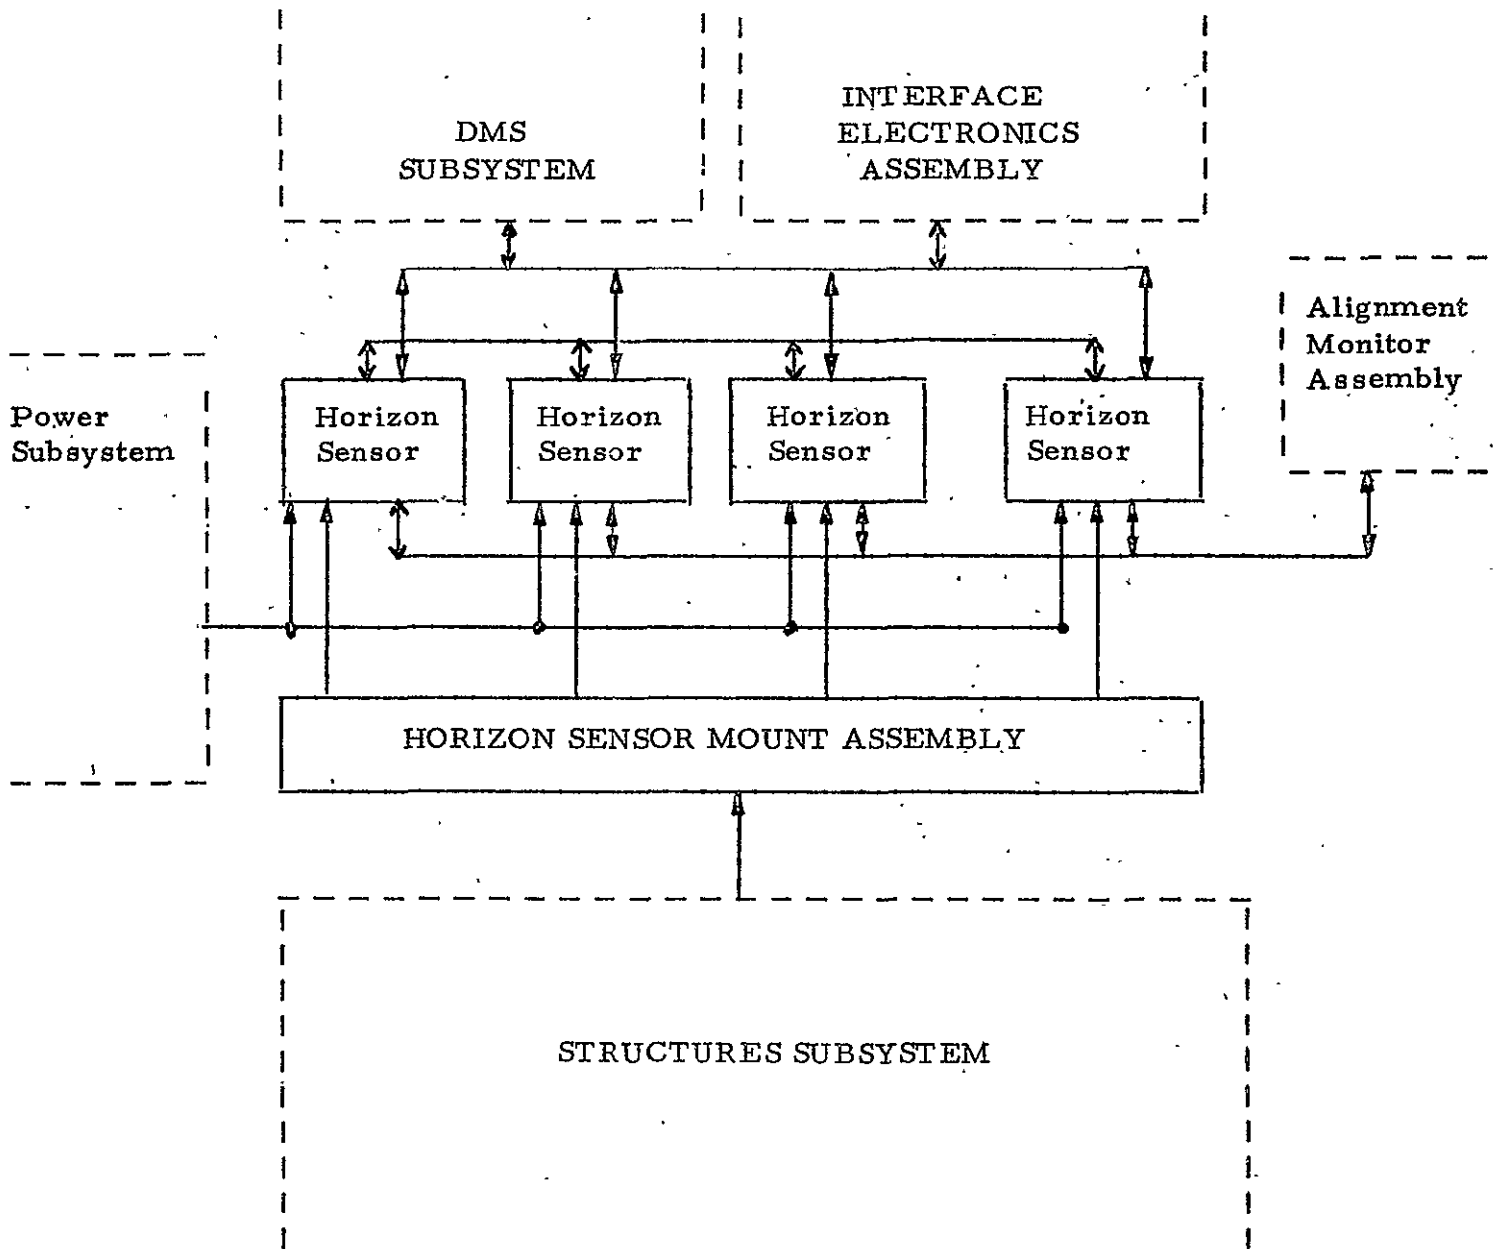 DMS
SUBSYSTEM
INTERFACE
ELECTRONICS
ASSEMBLY
Alignment
Monitor
Assembly
Power
Subsystem
Horizon
Sensor
Horizon
Sensor
Horizon
Sensor
Horizon
Sensor
HORIZON SENSOR MOUNT ASSEMBLY
STRUCTURES SUBSYSTEM